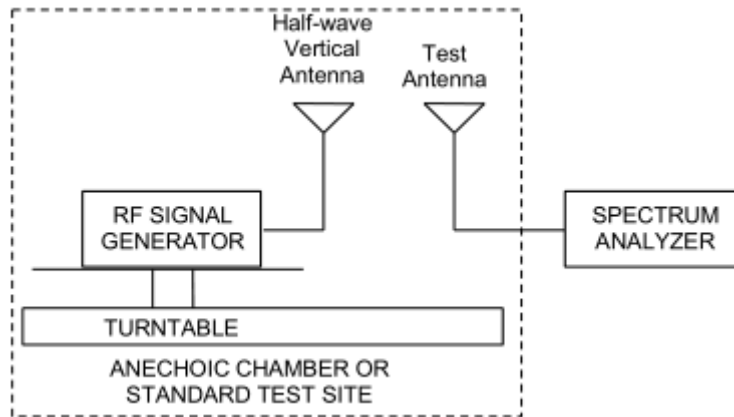 Half-wave
Vertical
Antenna
Test
Antenna
RF SIGNAL
GENERATOR
SPECTRUM
ANALYZER
TURNTABLE
ANECHOIC CHAMBER OR
STANDARD TEST SITE